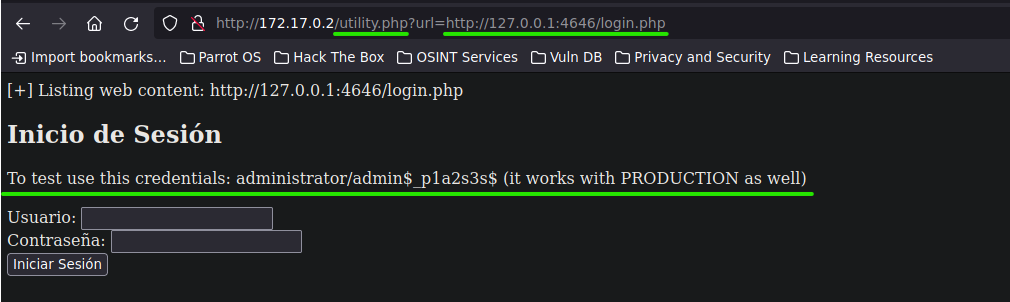 http://172.17.0.2/utility.php?url=http://127.0.0.1:4646/login.php
Import bookmarks... Parrot OS Hack The Box OSINT Services Vuln DB Privacy and Security Learning Resources
[+] Listing web content: http://127.0.0.1:4646/login.php
Inicio de Sesión
To test use this credentials: administrator/admin$_p1a2s3s$ (it works with PRODUCTION as well)
Usuario:
Contraseña:
Iniciar Sesión